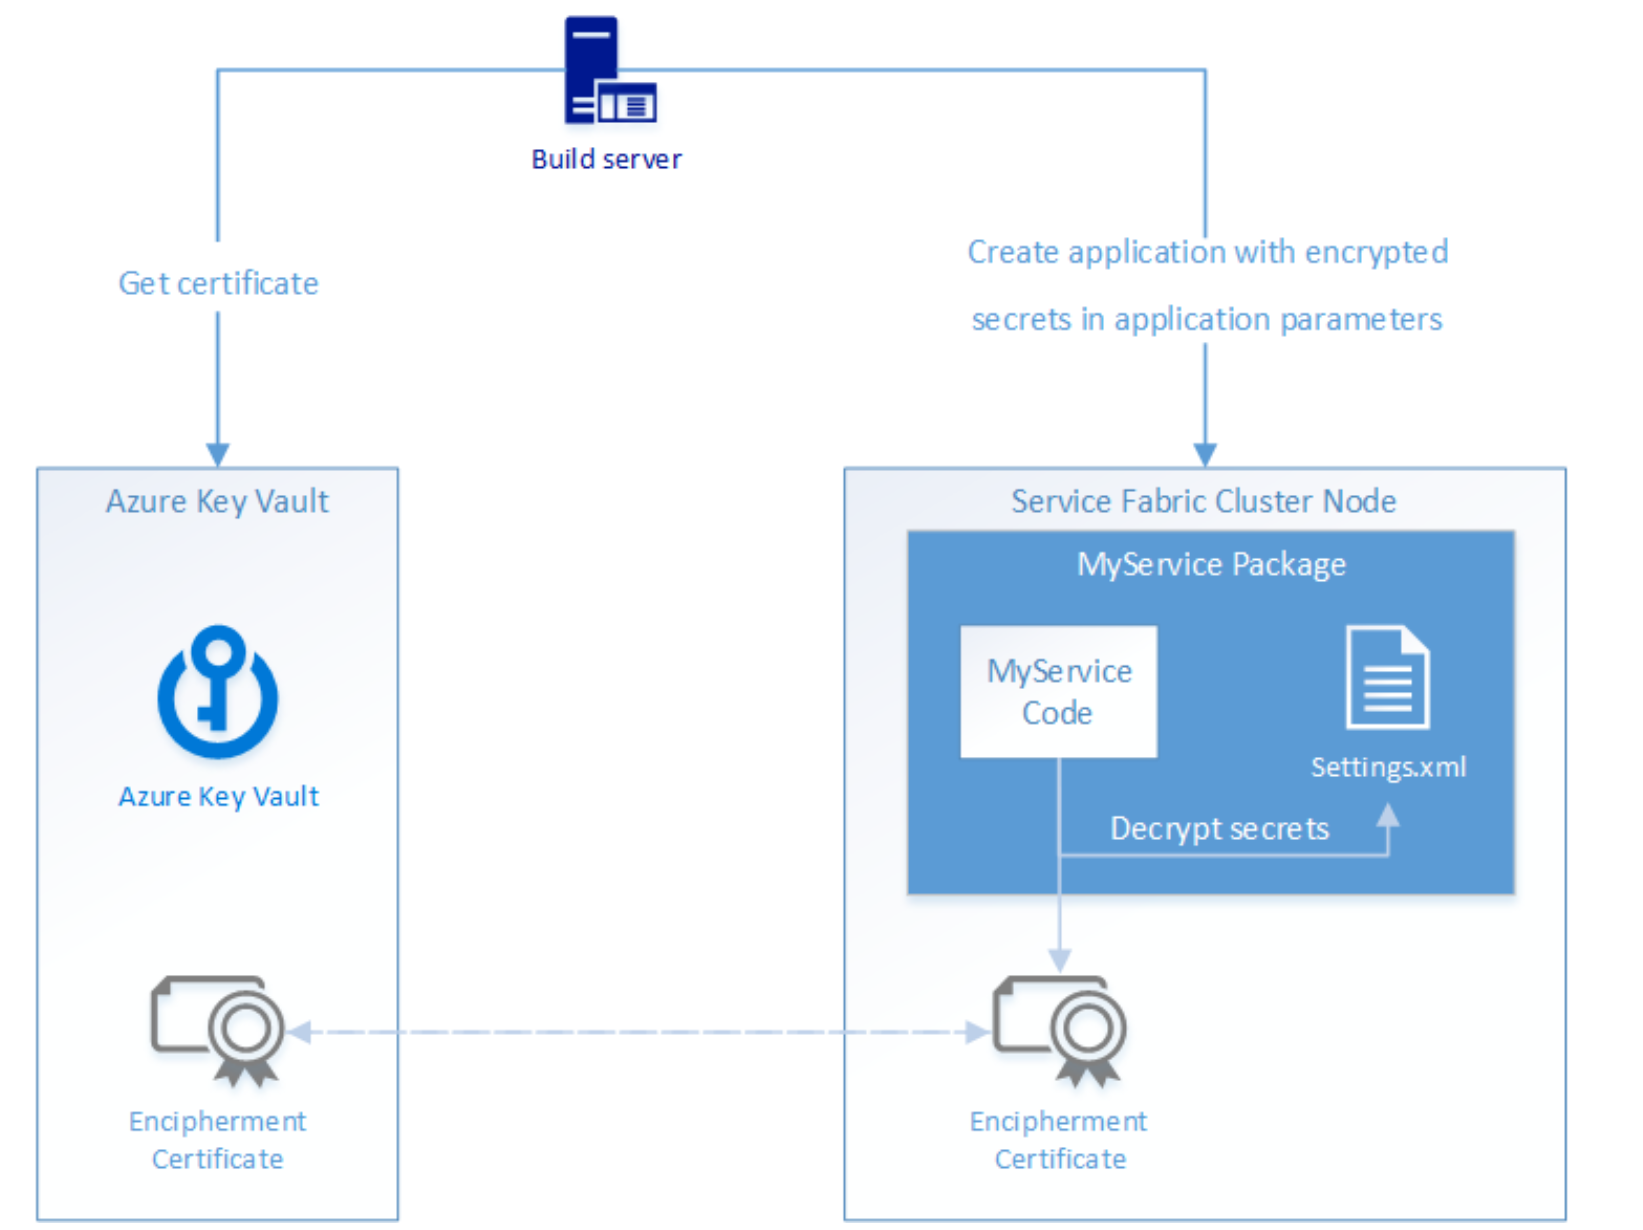 Build server
Get certificate
Create application with encrypted
secrets in application parameters
Azure Key Vault
Azure Key Vault
Encipherment
Certificate
Service Fabric Cluster Node
MyService Package
MyService
Code
Settings.xml
Decrypt secrets
Encipherment
Certificate